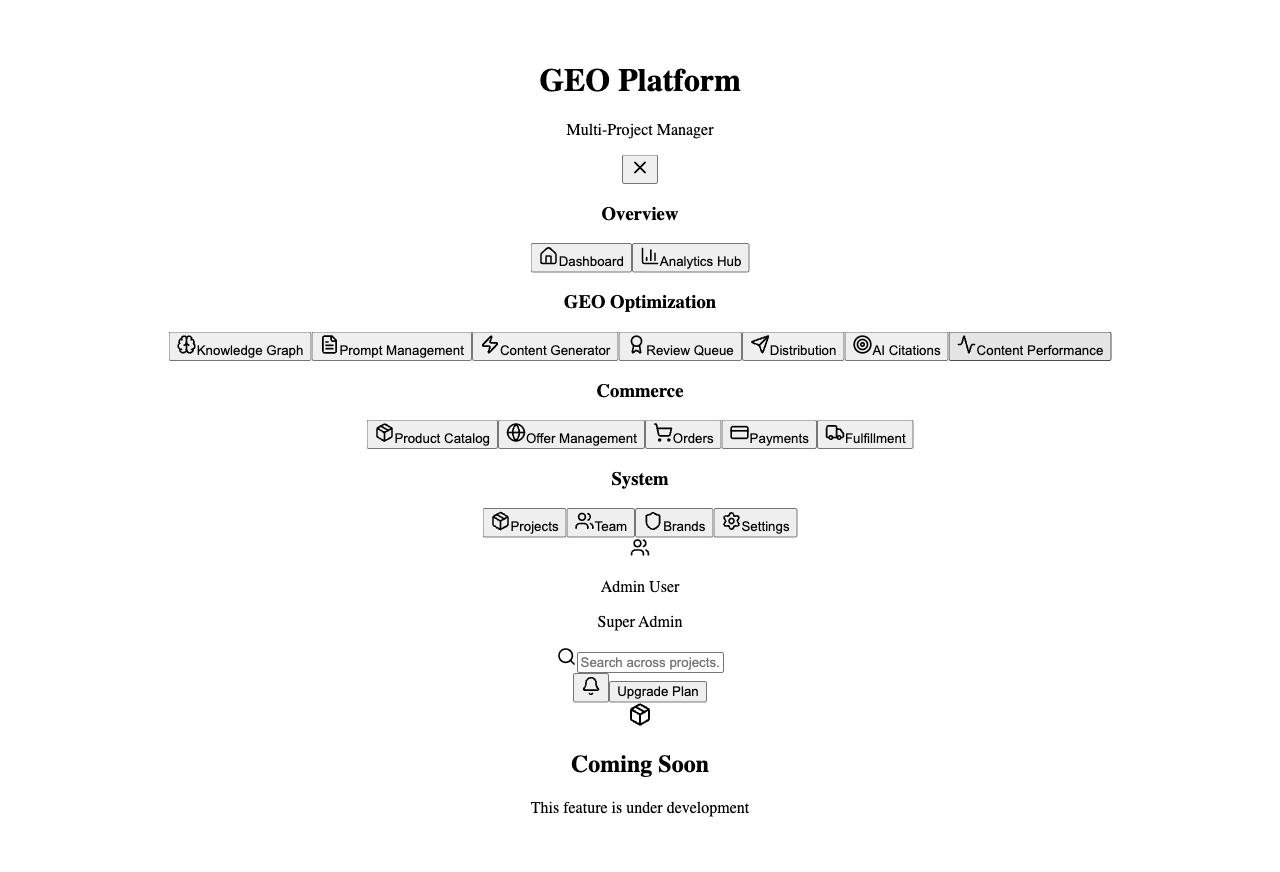 GEO Platform
Multi-Project Manager
Overview
Dashboard Analytics Hub
GEO Optimization
Knowledge Graph Prompt Management Content Generator Review Queue Distribution AI Citations Content Performance
Commerce
Product Catalog Offer Management Orders Payments Fulfillment
System
Projects Team Brands Settings
Admin User
Super Admin
Search across projects.
Upgrade Plan
Coming Soon
This feature is under development